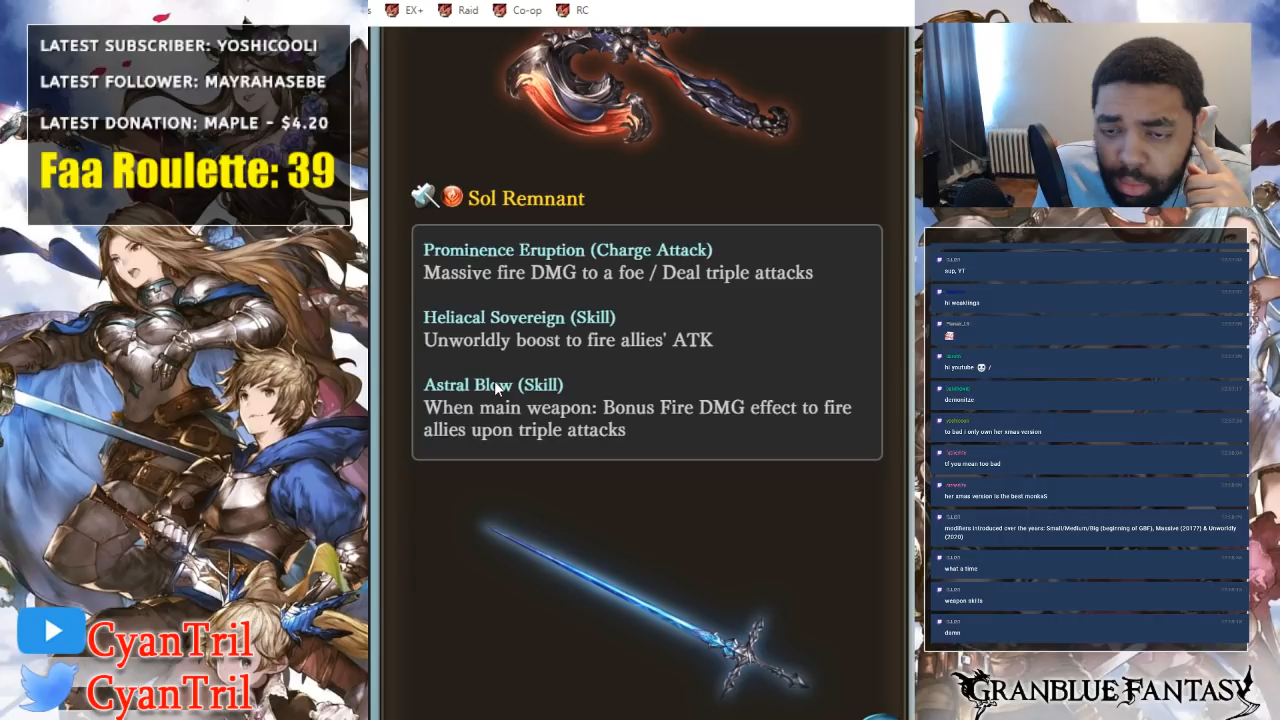 LATEST SUBSCRIBER: YOSHICOOLI
LATEST FOLLOWER: MAYRAHASEBE
LATEST DONATION: MAPLE - $4.20
Faa Roulette: 39
CyanTril
CyanTril
EX+ Raid Co-op RC
Sol Remnant
Prominence Eruption (Charge Attack)
Massive fire DMG to a foe / Deal triple attacks
Heliacal Sovereign (Skill)
Unworldly boost to fire allies' ATK
Astral Blow (Skill)
When main weapon: Bonus Fire DMG effect to fire
allies upon triple attacks
sup, YT
hi weaklings
hi youtube /
demonitze
to bad i only own her xmas version
tf you mean too bad
her xmas version is the best monkaS
modifiers introduced over the years: Small/Medium/Big (beginning of GBF), Massive (2017?) & Unworldly
(2020)
what a time
weapon skills
damn
GRANBLUE FANTASY